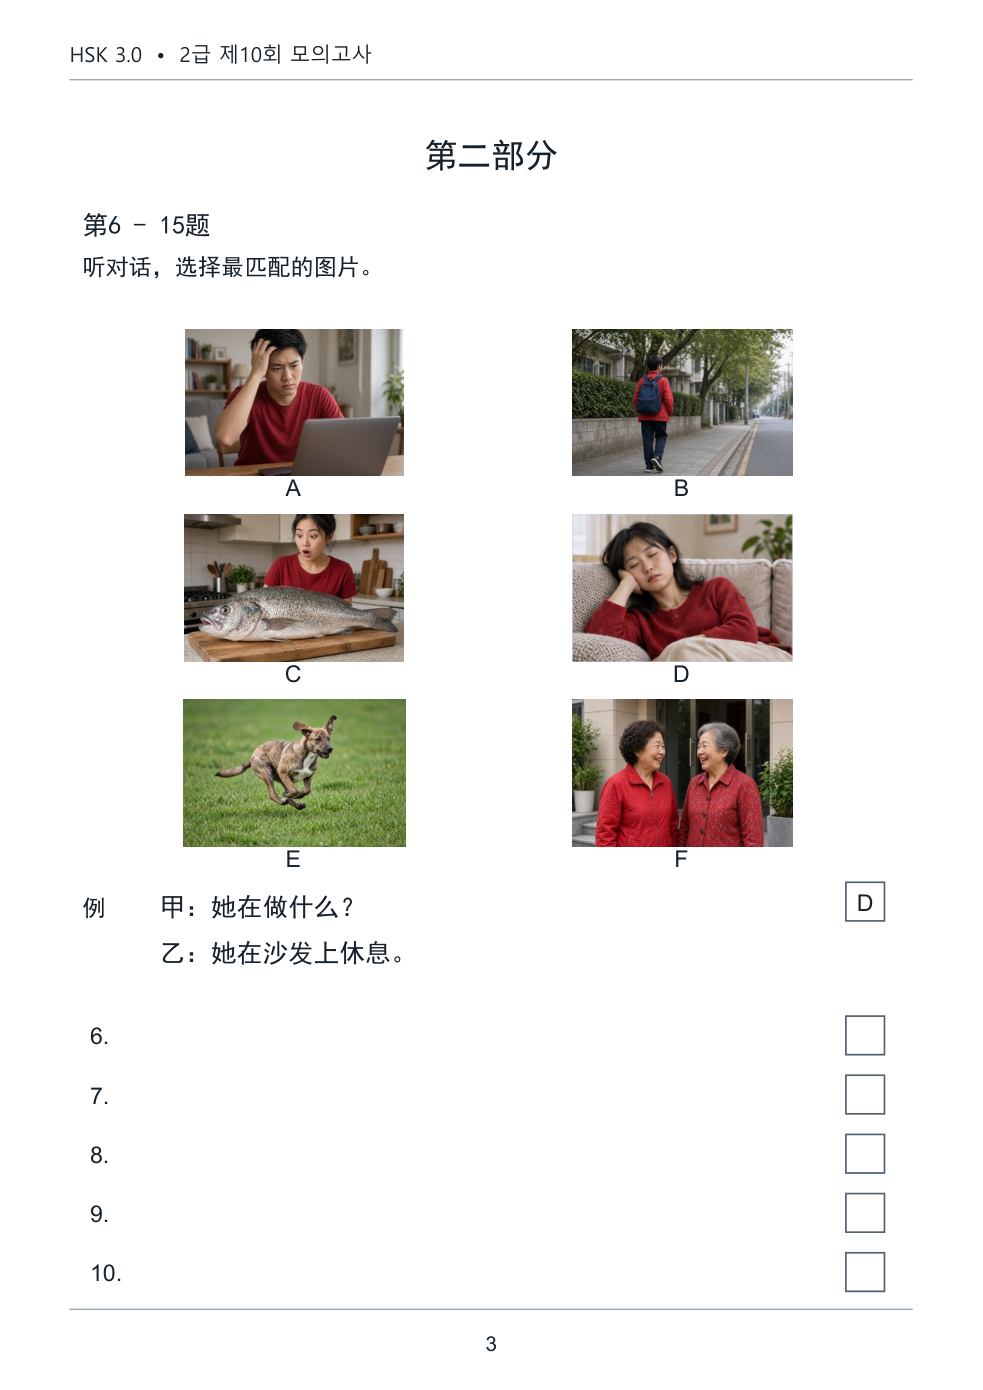 HSK 3.0 • 2급 제10회 모의고사
第二部分
第6 - 15题
听对话，选择最匹配的图片。
A
B
C
D
E
F
例 甲：她在做什么？ D
乙：她在沙发上休息。
6.
7.
8.
9.
10.
3